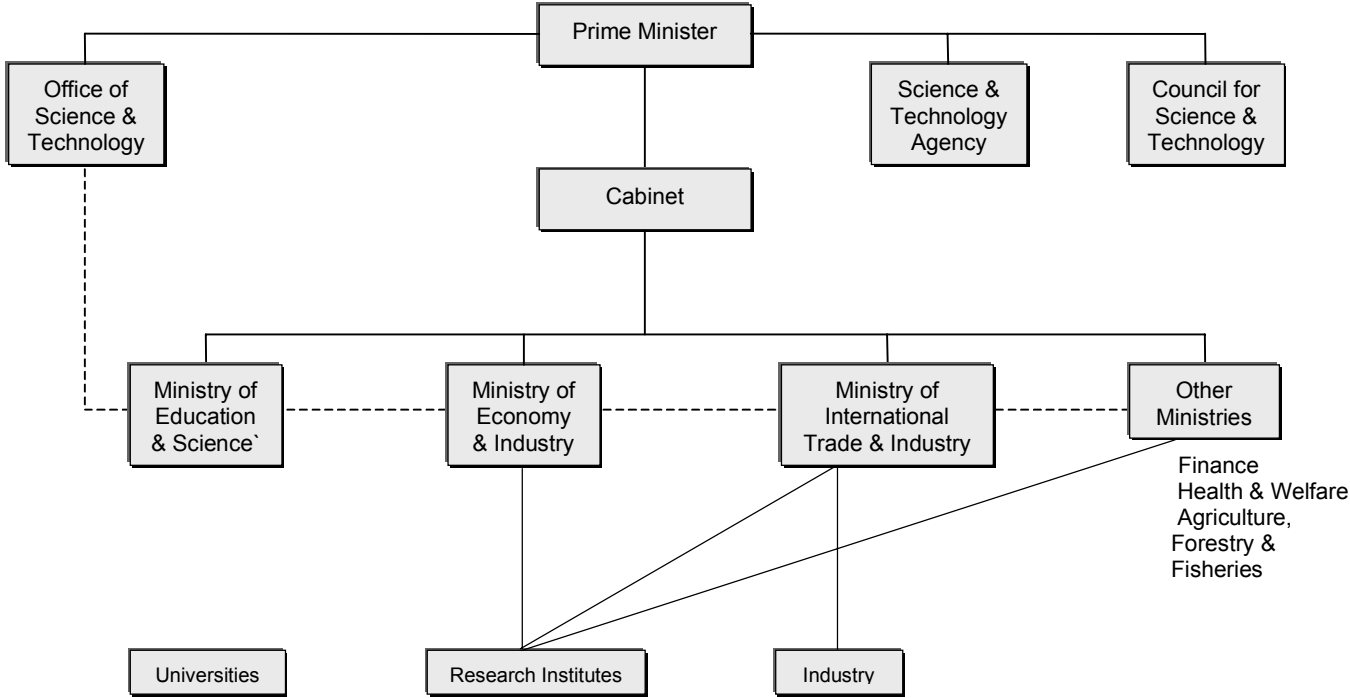 Prime Minister
Office of
Science &
Technology
Science &
Technology
Agency
Council for
Science &
Technology
Cabinet
Ministry of
Education
& Science`
Ministry of
Economy
& Industry
Ministry of
International
Trade & Industry
Other
Ministries
Finance
Health & Welfare
Agriculture,
Forestry &
Fisheries
Universities
Research Institutes
Industry